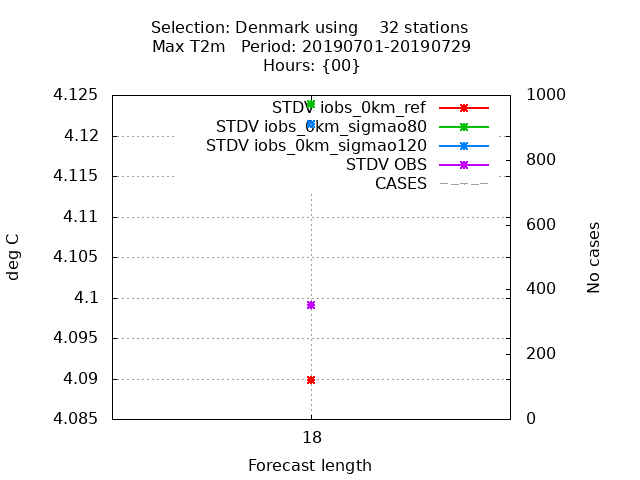 Selection: Denmark using    32 stations
Max T2m   Period: 20190701-20190729
Hours: {00}
4.125
4.12
4.115
4.11
4.105
4.1
4.095
4.09
4.085
deg C
STDV iobs_0km_ref
STDV iobs_0km_sigmao80
STDV iobs_0km_sigmao120
STDV OBS
CASES
1000
800
600
400
200
0
No cases
18
Forecast length